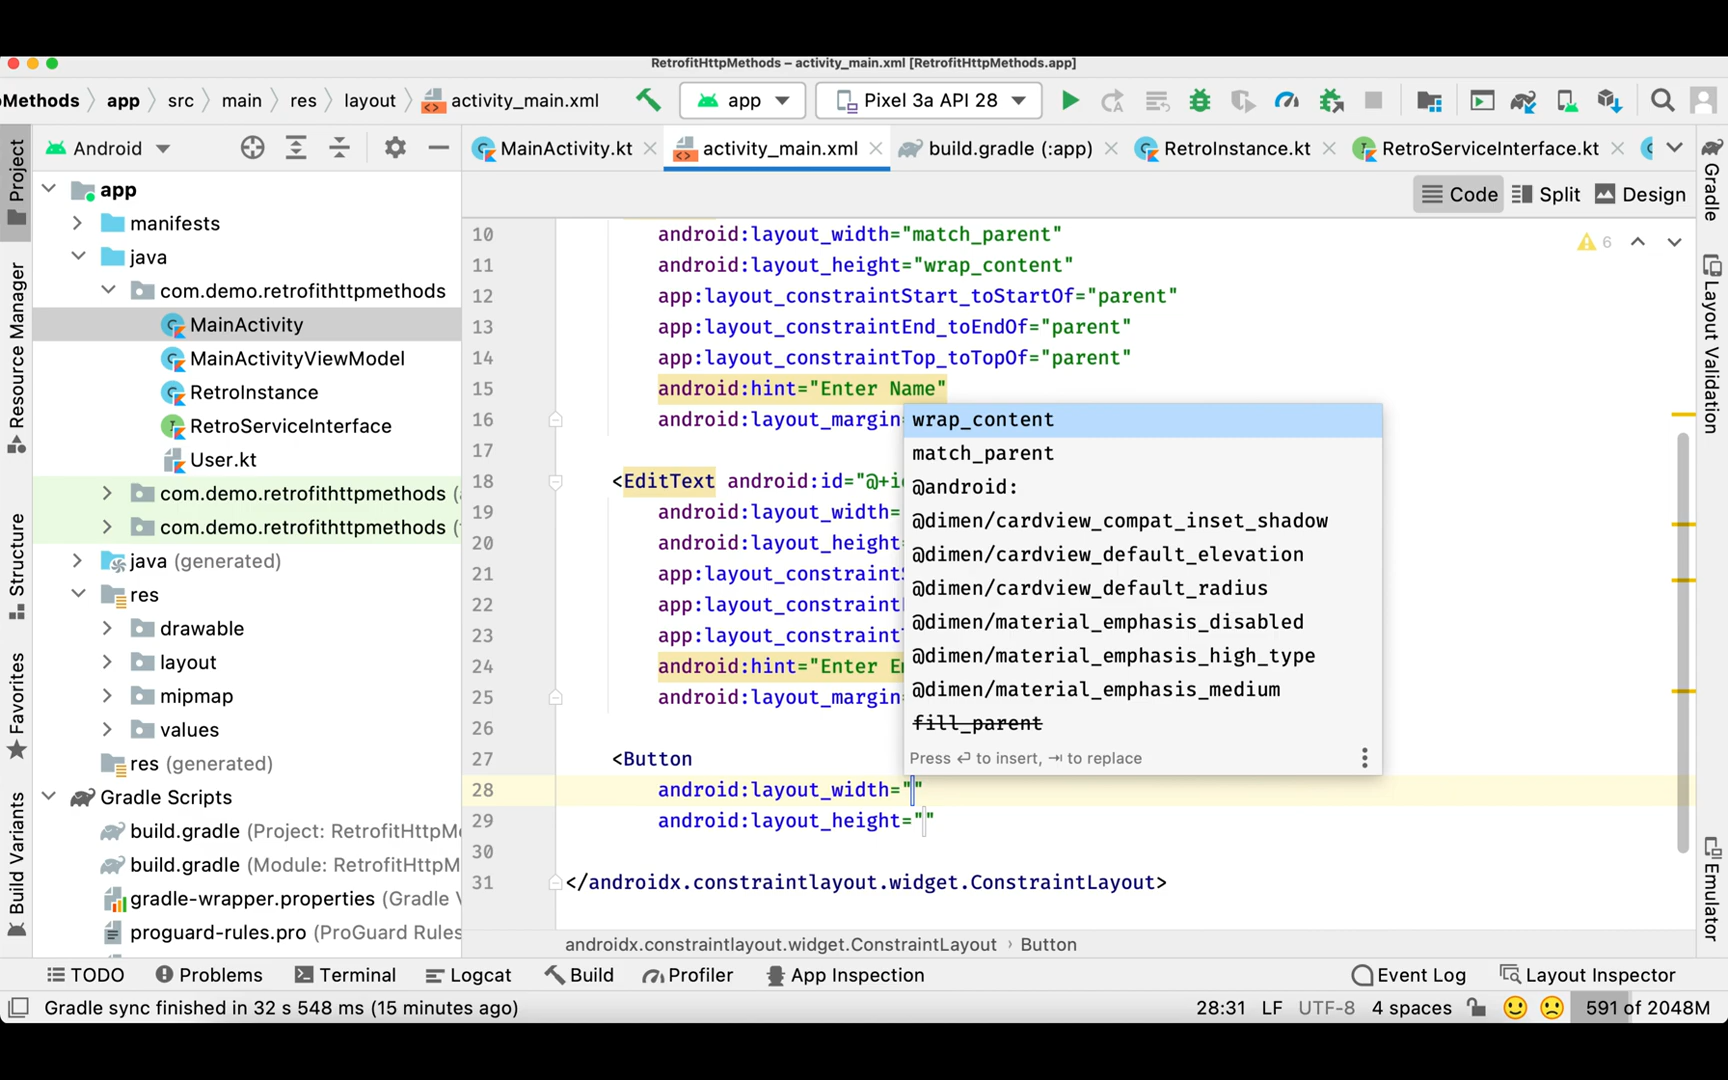 RetrofitHttpMethods – activity_main.xml [RetrofitHttpMethods.app]
pMethods app src main res layout activity_main.xml app Pixel 3a API 28
Android
MainActivity.kt activity_main.xml build.gradle (:app) RetroInstance.kt RetroServiceInterface.kt
Code Split Design
Project
Resource Manager
Structure
Favorites
Build Variants
app
manifests
java
com.demo.retrofithttpmethods
MainActivity
MainActivityViewModel
RetroInstance
RetroServiceInterface
User.kt
com.demo.retrofithttpmethods (
com.demo.retrofithttpmethods (
java (generated)
res
drawable
layout
mipmap
values
res (generated)
Gradle Scripts
build.gradle (Project: RetrofitHttpM
build.gradle (Module: RetrofitHttpM
gradle-wrapper.properties (Gradle V
proguard-rules.pro (ProGuard Rules
6
10 android:layout_width="match_parent"
11 android:layout_height="wrap_content"
12 app:layout_constraintStart_toStartOf="parent"
13 app:layout_constraintEnd_toEndOf="parent"
14 app:layout_constraintTop_toTopOf="parent"
15 android:hint="Enter Name"
16 android:layout_margin
17
18 <EditText android:id="@+i
19 android:layout_width=
20 android:layout_height
21 app:layout_constraint
22 app:layout_constraint
23 app:layout_constraint
24 android:hint="Enter E
25 android:layout_margin
26
27 <Button
28 android:layout_width=""
29 android:layout_height=""
30
31 </androidx.constraintlayout.widget.ConstraintLayout>
wrap_content
match_parent
@android:
@dimen/cardview_compat_inset_shadow
@dimen/cardview_default_elevation
@dimen/cardview_default_radius
@dimen/material_emphasis_disabled
@dimen/material_emphasis_high_type
@dimen/material_emphasis_medium
fill_parent
Press ↵ to insert, ⇥ to replace
androidx.constraintlayout.widget.ConstraintLayout › Button
Gradle
Layout Validation
Emulator
TODO Problems Terminal Logcat Build Profiler App Inspection Event Log Layout Inspector
Gradle sync finished in 32 s 548 ms (15 minutes ago) 28:31 LF UTF-8 4 spaces 591 of 2048M